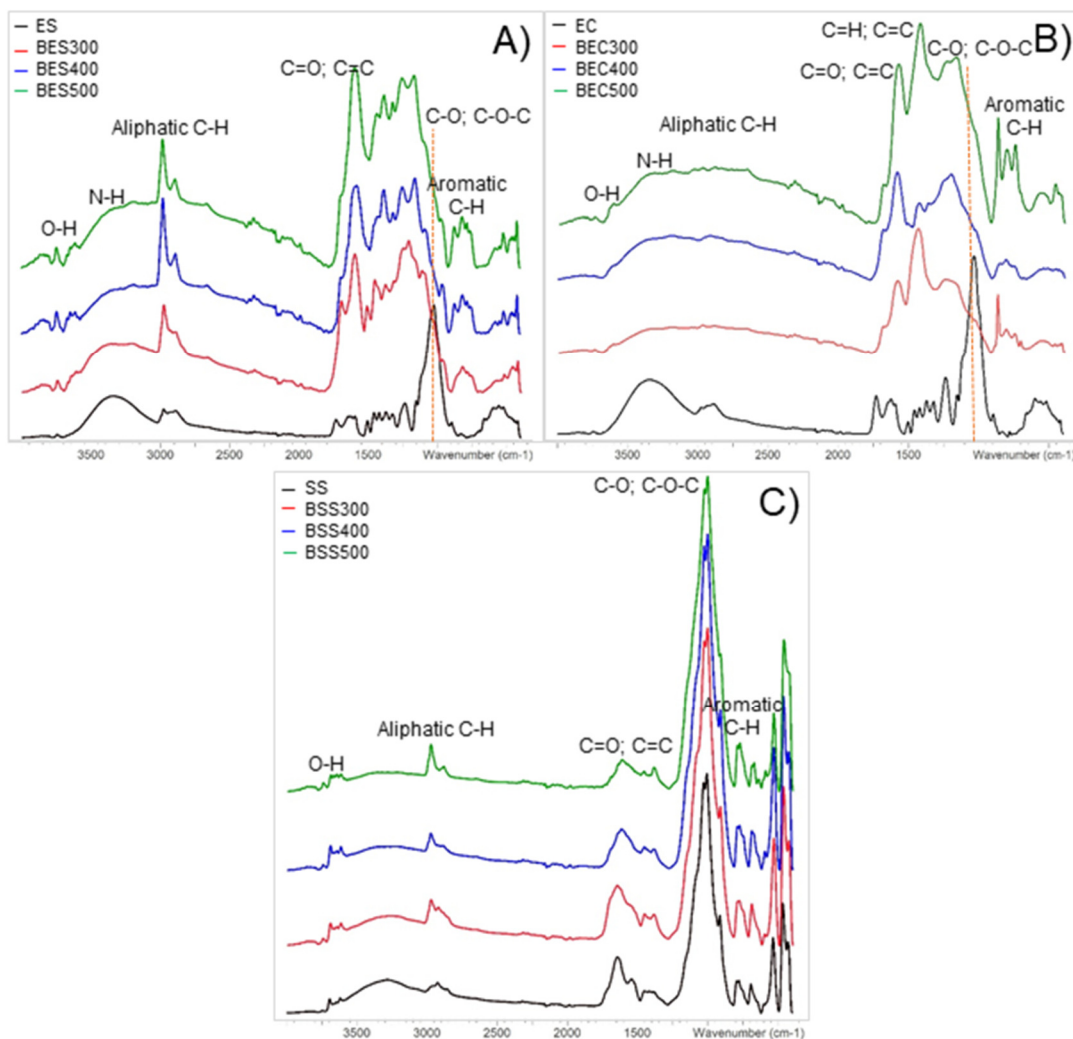 ES
BES300
BES400
BES500
A)
C=O; C=C
Aliphatic C-H
C-O; C-O-C
N-H
Aromatic
C-H
O-H
3500 3000 2500 2000 1500 Wavenumber (cm-1)
EC
BEC300
BEC400
BEC500
B)
C=H; C=C
C-O; C-O-C
C=O; C=C
Aliphatic C-H
Aromatic
C-H
N-H
O-H
3500 3000 2500 2000 1500 Wavenumber (cm-1)
SS
BSS300
BSS400
BSS500
C)
C-O; C-O-C
Aromatic
C-H
Aliphatic C-H
C=O; C=C
O-H
3500 3000 2500 2000 1500 Wavenumber (cm-1)